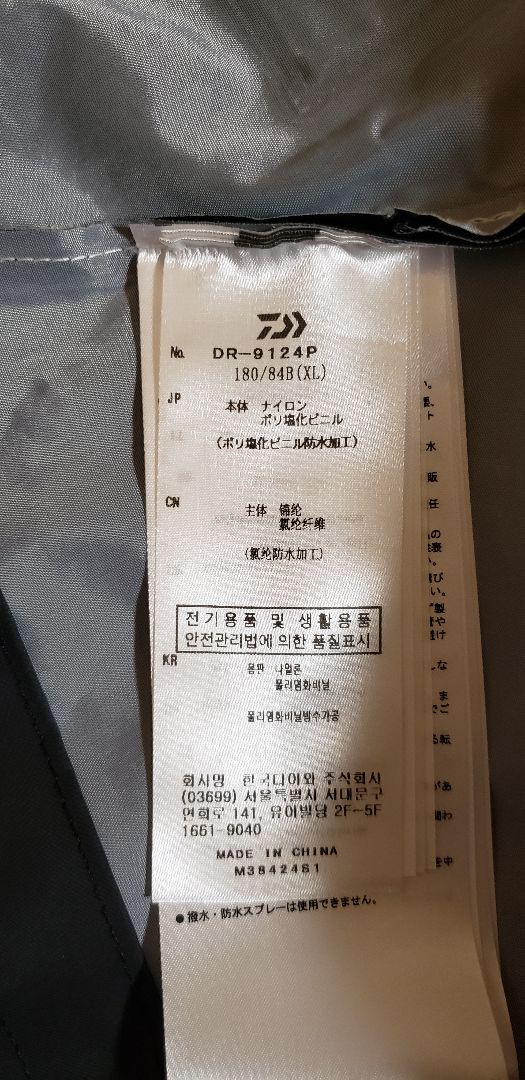 No. DR-9124P
180/84B(XL)
JP 本体 ナイロン
ポリ塩化ビニル
(ポリ塩化ビニル防水加工)
CN 主体 锦纶
氯纶纤维
(氯纶防水加工)
전기용품 및 생활용품
안전관리법에 의한 품질표시
KR 몸판 나일론
폴리염화비닐
폴리염화비닐방수가공
회사명 한국다이와 주식회사
(03699) 서울특별시 서대문구
연희로 141, 유이빌딩 2F-5F
1661-9040
MADE IN CHINA
M38424S1
●撥水・防水スプレーは使用できません。